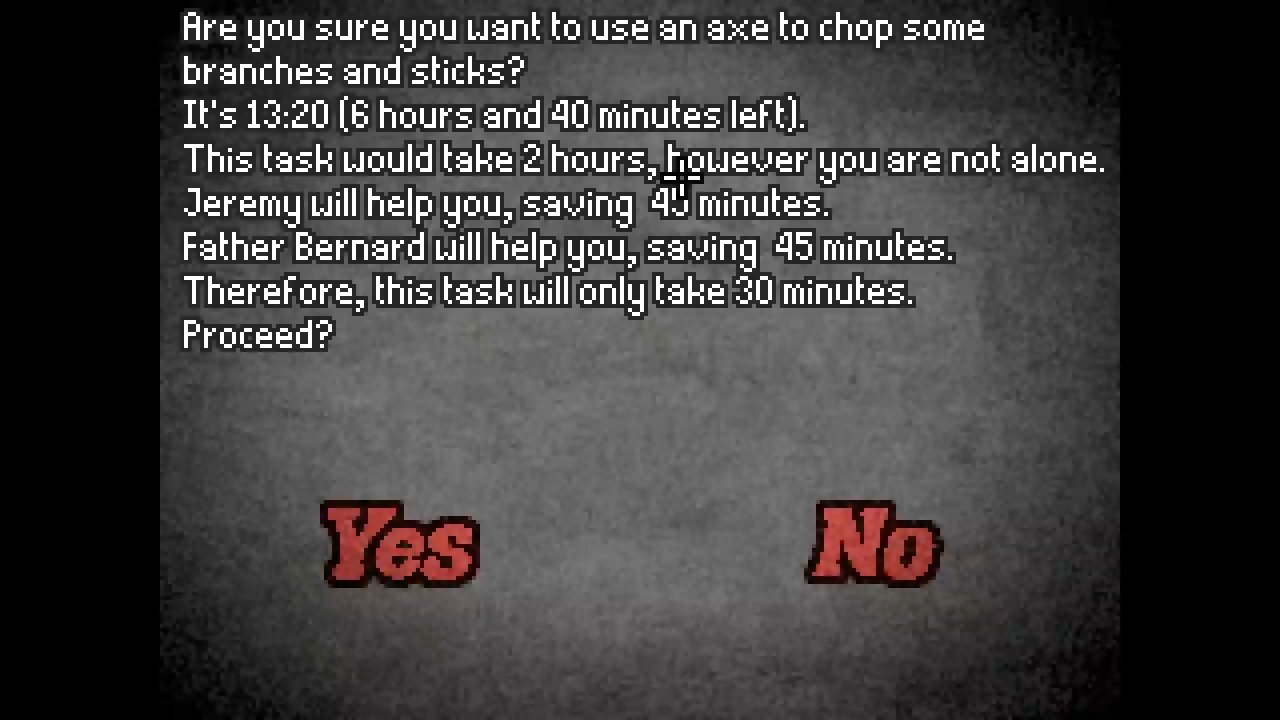 Are you sure you want to use an axe to chop some
branches and sticks?
It's 13:20 (6 hours and 40 minutes left).
This task would take 2 hours, however you are not alone.
Jeremy will help you, saving 45 minutes.
Father Bernard will help you, saving 45 minutes.
Therefore, this task will only take 30 minutes.
Proceed?
Yes
No